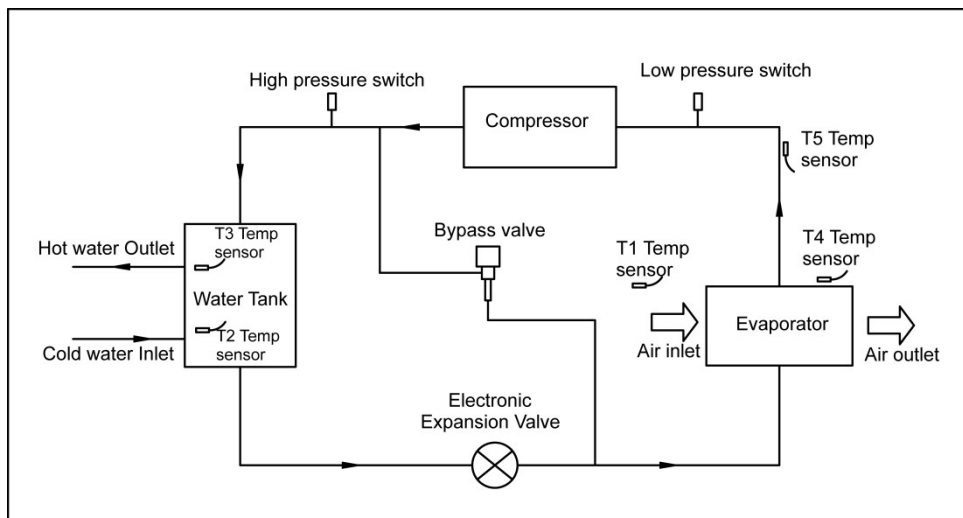 High pressure switch
Low pressure switch
Compressor
T5 Temp
sensor
Hot water Outlet
T3 Temp
sensor
Bypass valve
T1 Temp
sensor
T4 Temp
sensor
Water Tank
Evaporator
T2 Temp
sensor
Cold water Inlet
Air inlet
Air outlet
Electronic
Expansion Valve